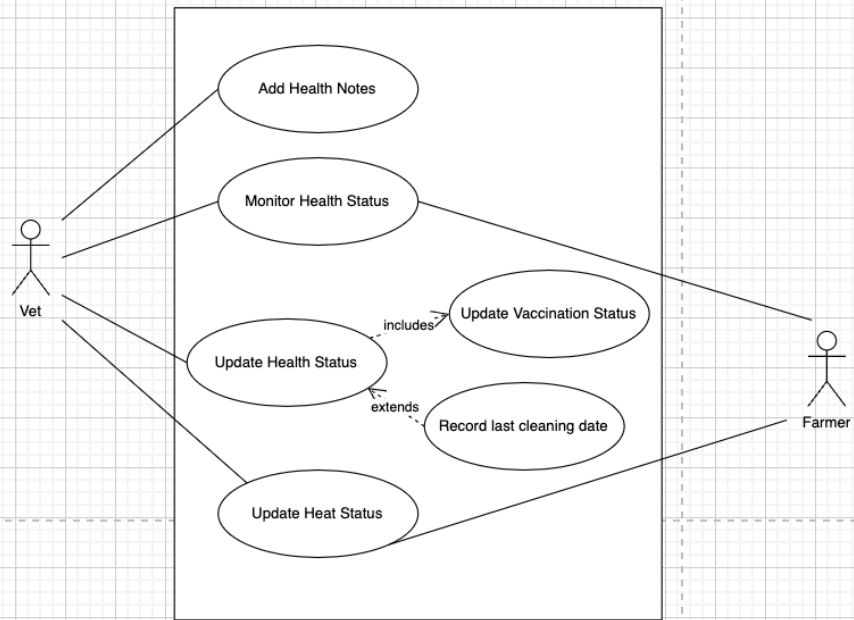 Add Health Notes
Monitor Health Status
Vet
Update Vaccination Status
includes
Update Health Status
extends
Record last cleaning date
Farmer
Update Heat Status